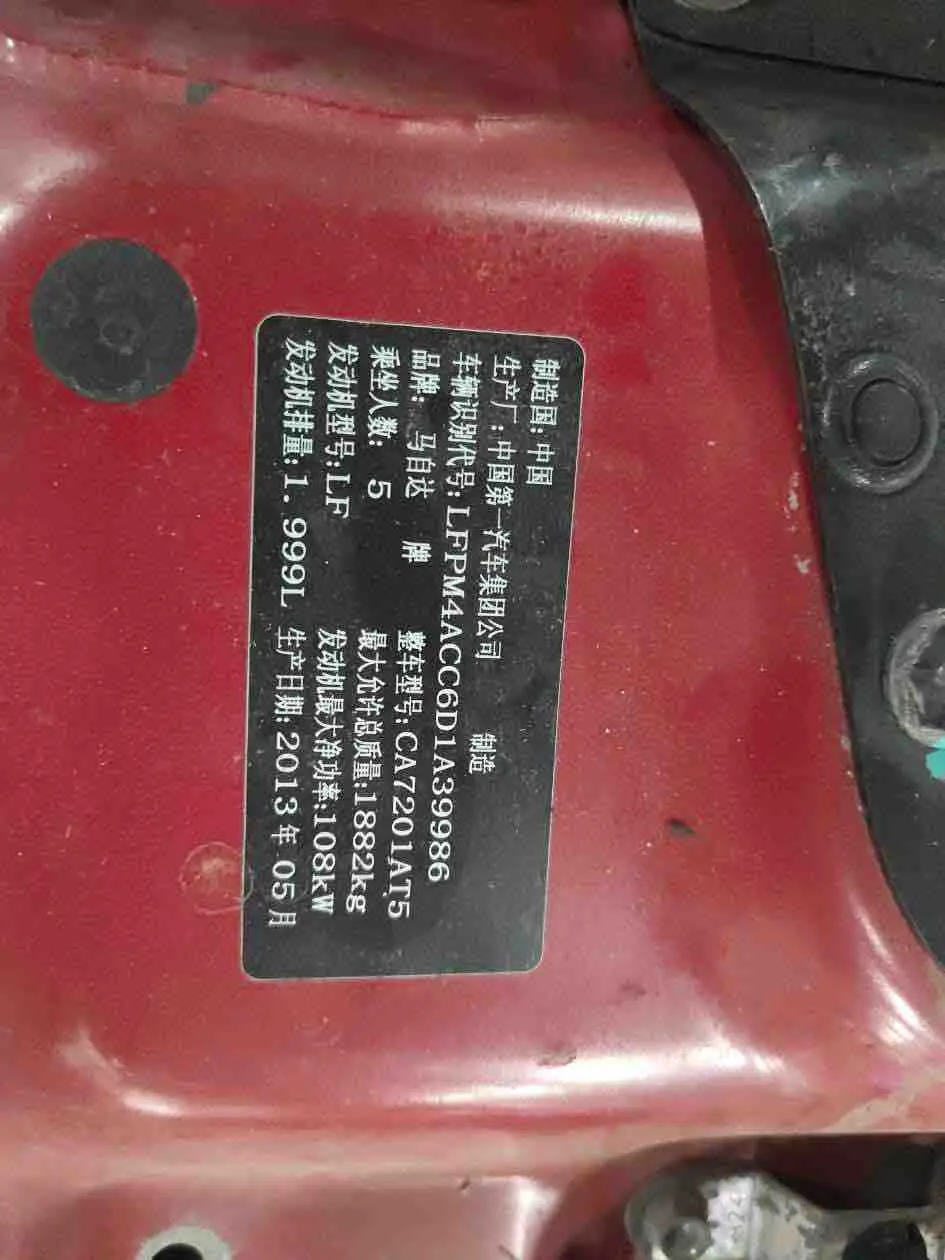 制造国:中国
生产厂:中国第一汽车集团公司 制造
车辆识别代号:LFPM4ACC6D1A39986
品牌: 马自达 牌 整车型号:CA7201AT5
乘坐人数: 5 最大允许总质量:1882kg
发动机型号:LF 发动机最大净功率:108kW
发动机排量:1.999L 生产日期:2013年05月